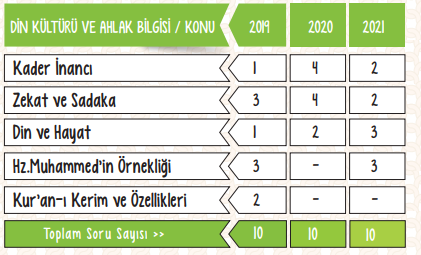 DİN KÜLTÜRÜ VE AHLAK BİLGİSİ / KONU 2019 2020 2021
Kader İnancı 1 4 2
Zekat ve Sadaka 3 4 2
Din ve Hayat 1 2 3
Hz.Muhammed'in Örnekliği 3 - 3
Kur'an-ı Kerim ve Özellikleri 2 - -
Toplam Soru Sayısı >> 10 10 10